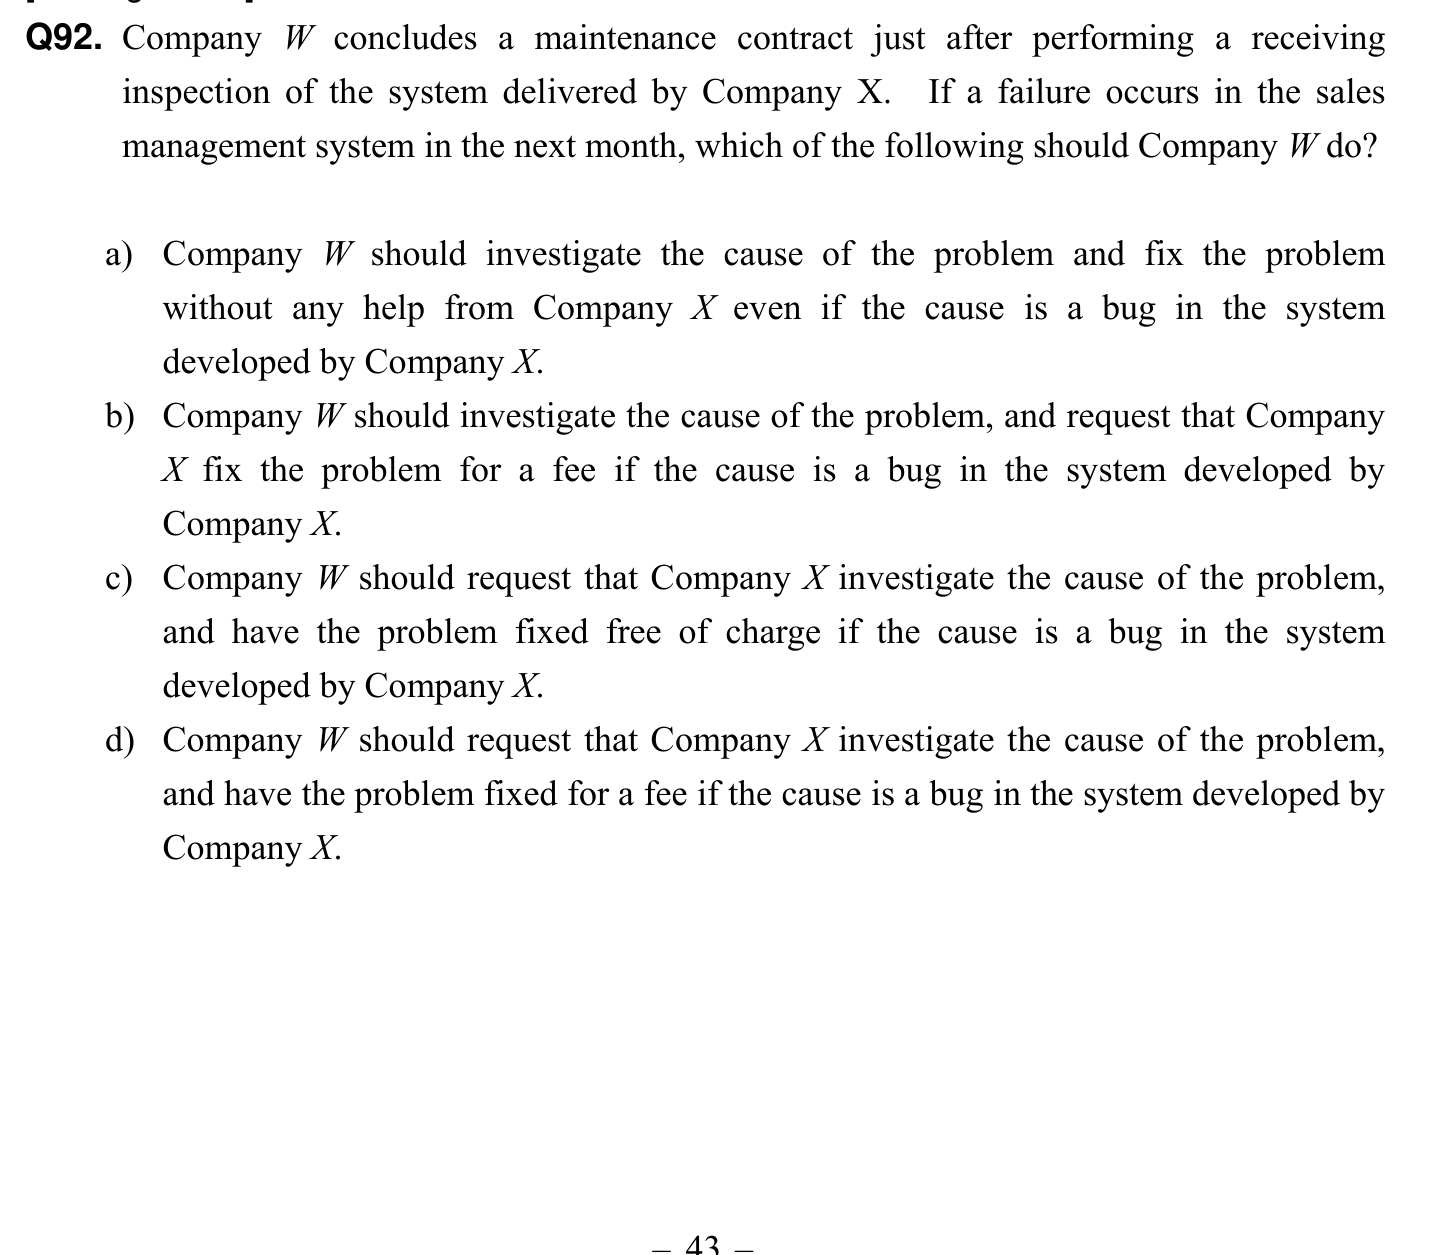 Q92. Company W concludes a maintenance contract just after performing a receiving
inspection of the system delivered by Company X. If a failure occurs in the sales
management system in the next month, which of the following should Company W do?
a) Company W should investigate the cause of the problem and fix the problem
without any help from Company X even if the cause is a bug in the system
developed by Company X.
b) Company W should investigate the cause of the problem, and request that Company
X fix the problem for a fee if the cause is a bug in the system developed by
Company X.
c) Company W should request that Company X investigate the cause of the problem,
and have the problem fixed free of charge if the cause is a bug in the system
developed by Company X.
d) Company W should request that Company X investigate the cause of the problem,
and have the problem fixed for a fee if the cause is a bug in the system developed by
Company X.
– 43 –